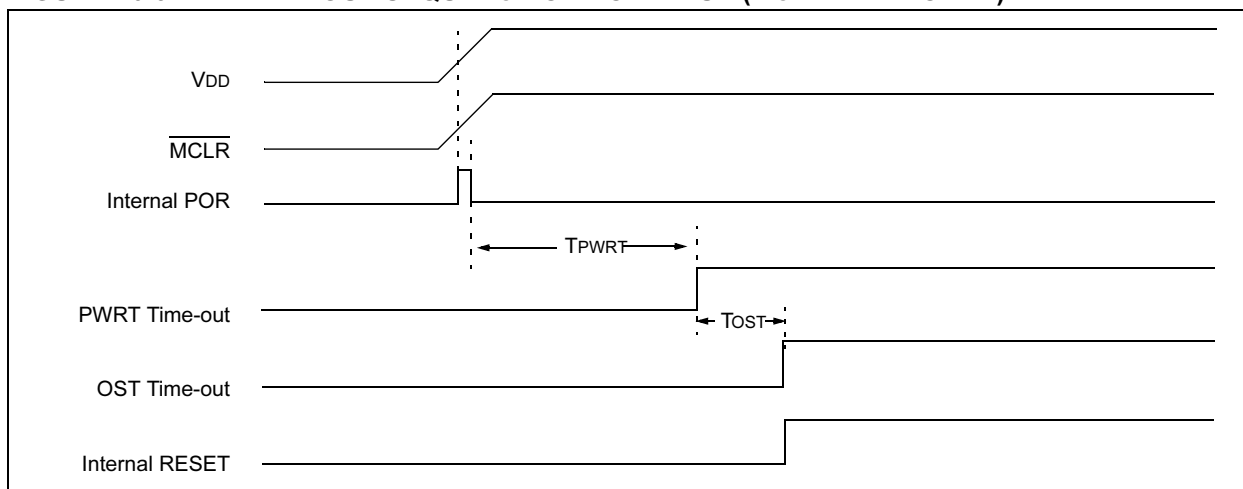 VDD
MCLR
Internal POR
TPWRT
PWRT Time-out
TOST
OST Time-out
Internal RESET